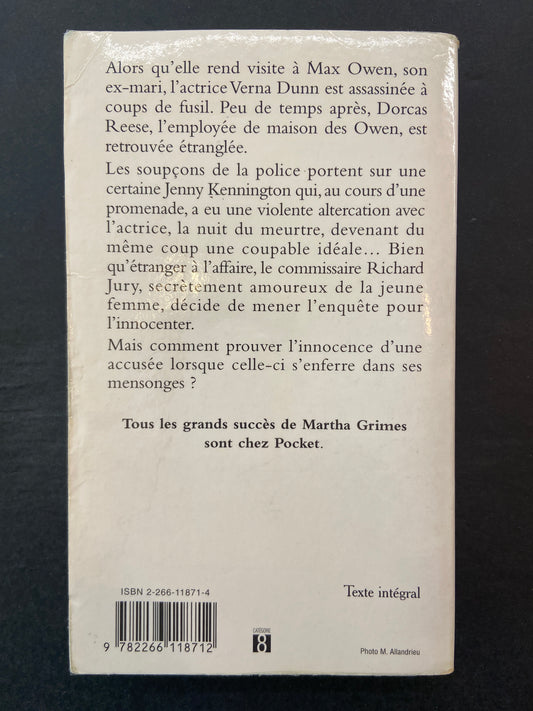 Alors qu'elle rend visite à Max Owen, son
ex-mari, l'actrice Verna Dunn est assassinée à
coups de fusil. Peu de temps après, Dorcas
Reese, l'employée de maison des Owen, est
retrouvée étranglée.
Les soupçons de la police portent sur une
certaine Jenny Kennington qui, au cours d'une
promenade, a eu une violente altercation avec
l'actrice, la nuit du meurtre, devenant du
même coup une coupable idéale… Bien
qu'étranger à l'affaire, le commissaire Richard
Jury, secrètement amoureux de la jeune
femme, décide de mener l'enquête pour
l'innocenter.
Mais comment prouver l'innocence d'une
accusée lorsque celle-ci s'enferre dans ses
mensonges ?
Tous les grands succès de Martha Grimes
sont chez Pocket.
ISBN 2-266-11871-4
Texte intégral
9 782266 118712
CATÉGORIE
8
Photo M. Allandrieu